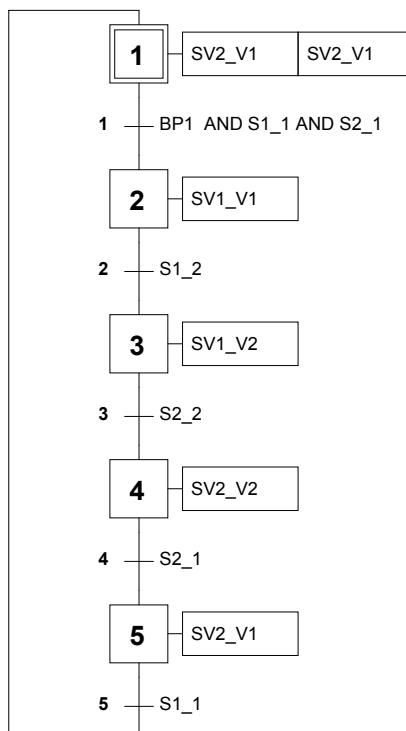 1 SV2_V1 SV2_V1
1 BP1 AND S1_1 AND S2_1
2 SV1_V1
2 S1_2
3 SV1_V2
3 S2_2
4 SV2_V2
4 S2_1
5 SV2_V1
5 S1_1